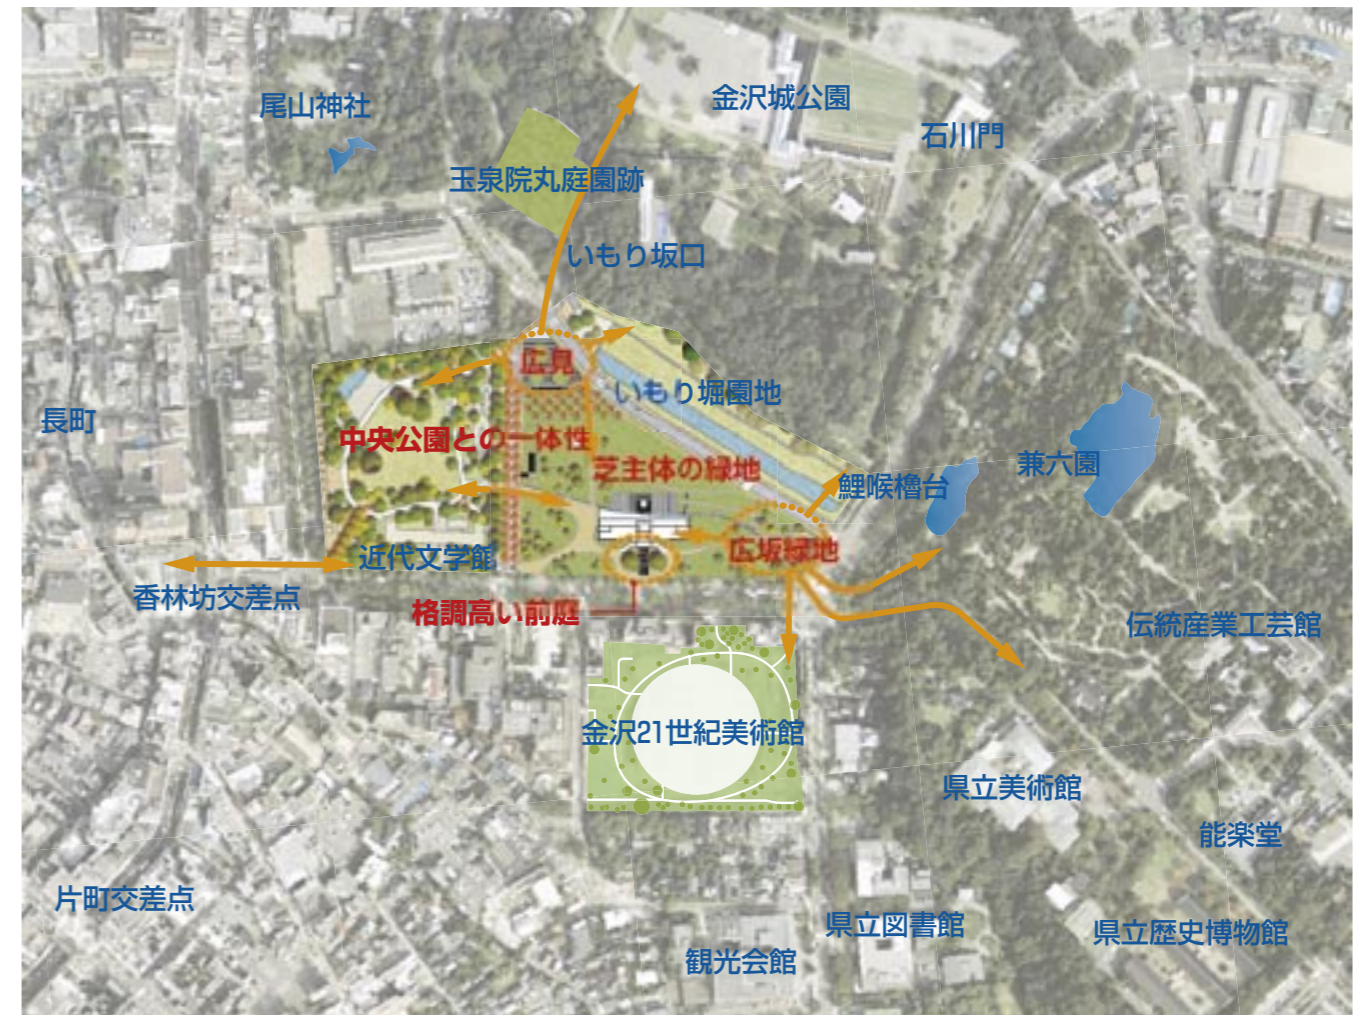 金沢城公園
尾山神社
石川門
玉泉院丸庭園跡
いもり坂口
広見
いもり堀園地
長町
中央公園との一体性
芝主体の緑地
兼六園
鯉喉櫓台
広坂緑地
近代文学館
香林坊交差点
格調高い前庭
伝統産業工芸館
金沢21世紀美術館
県立美術館
能楽堂
片町交差点
県立図書館
県立歴史博物館
観光会館